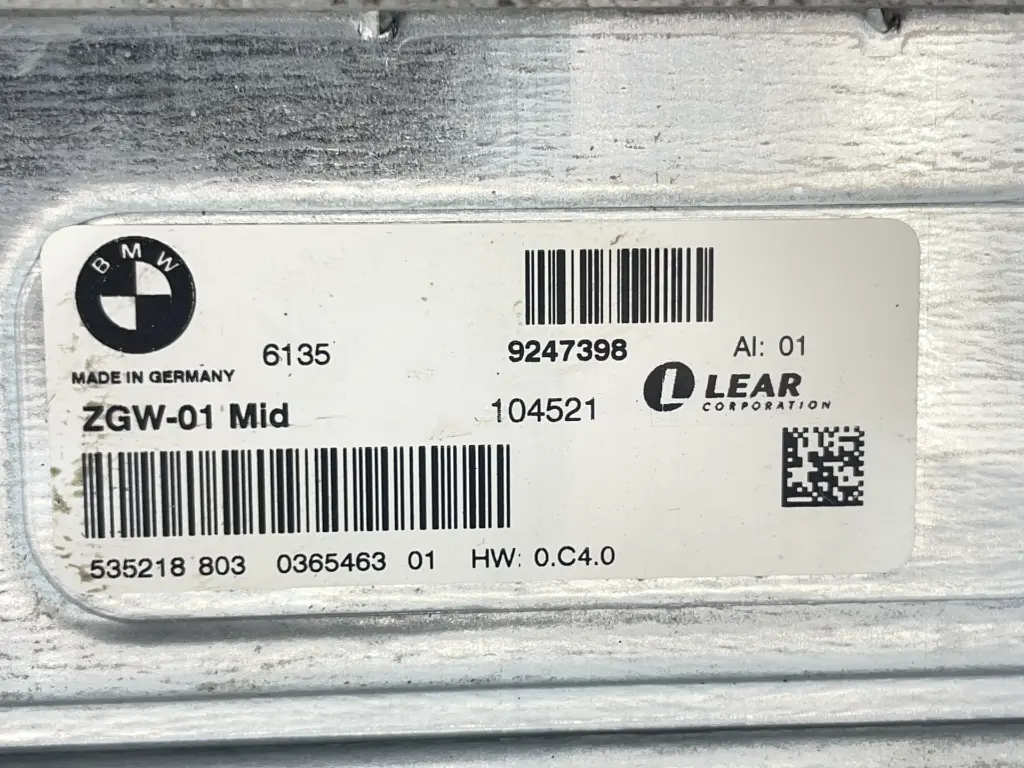 BMW
6135
9247398
AI: 01
MADE IN GERMANY
LEAR
CORPORATION
ZGW-01 Mid
104521
535218 803 0365463 01 HW: 0.C4.0